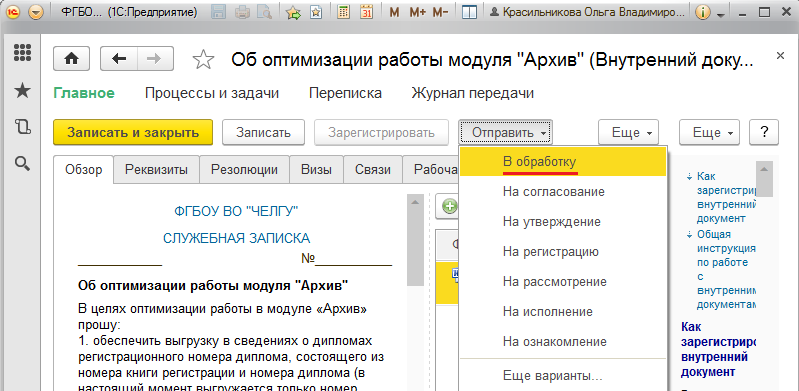 ФГБО... (1С:Предприятие) M M+ M- Красильникова Ольга Владимиро...
Об оптимизации работы модуля "Архив" (Внутренний доку...
Главное Процессы и задачи Переписка Журнал передачи
Записать и закрыть Записать Зарегистрировать Отправить Еще Еще ?
Обзор Реквизиты Резолюции Визы Связи Рабоча
В обработку
На согласование
На утверждение
На регистрацию
На рассмотрение
На исполнение
На ознакомление
Еще варианты...
ФГБОУ ВО "ЧЕЛГУ"
СЛУЖЕБНАЯ ЗАПИСКА
____________ №____________
Об оптимизации работы модуля "Архив"
В целях оптимизации работы в модуле «Архив»
прошу:
1. обеспечить выгрузку в сведениях о дипломах
регистрационного номера диплома, состоящего из
номера книги регистрации и номера диплома (в
настоящий момент выгружается только номер
Как
зарегистрир
внутренний
документ
Общая
инструкция
по работе
с
внутренним
документам
Как
зарегистриро
внутренний
документ